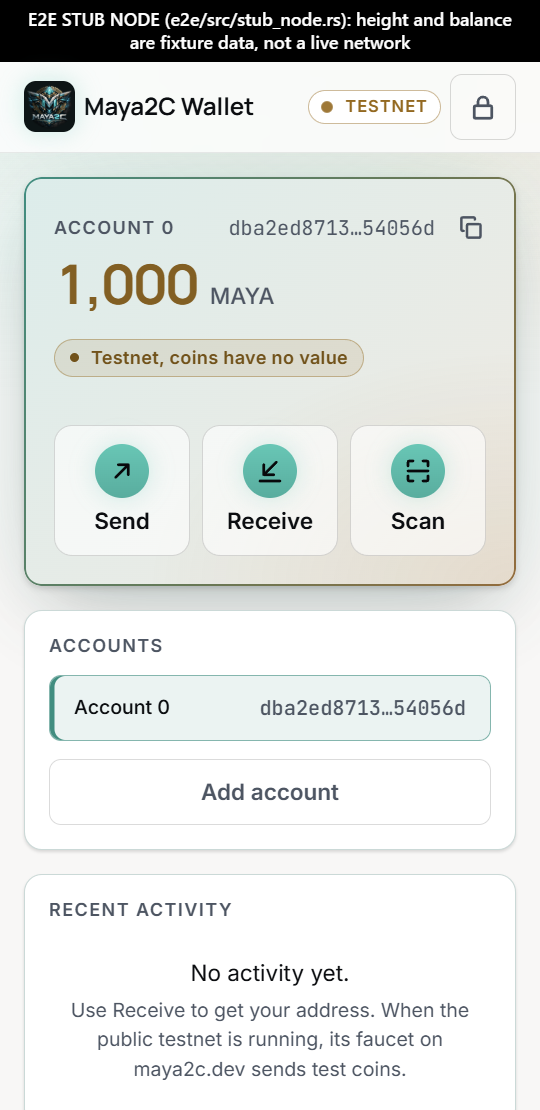 E2E STUB NODE (e2e/src/stub_node.rs): height and balance
are fixture data, not a live network
MAYA2C
Maya2C Wallet
TESTNET
ACCOUNT 0
dba2ed8713…54056d
1,000 MAYA
Testnet, coins have no value
Send
Receive
Scan
ACCOUNTS
Account 0
dba2ed8713…54056d
Add account
RECENT ACTIVITY
No activity yet.
Use Receive to get your address. When the
public testnet is running, its faucet on
maya2c.dev sends test coins.